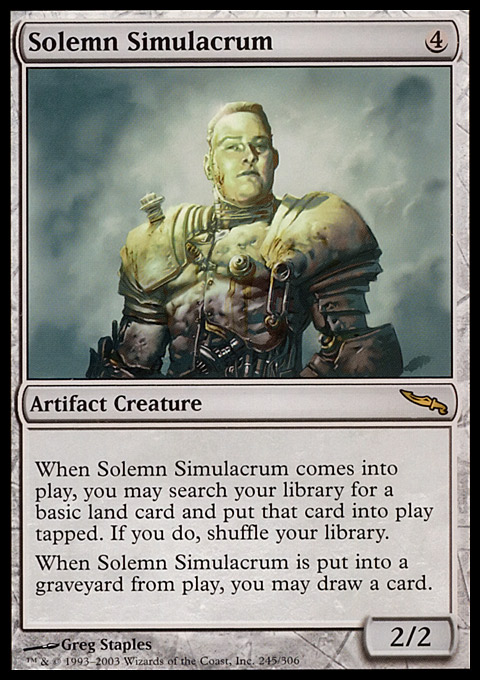 Solemn Simulacrum 4
Artifact Creature
When Solemn Simulacrum comes into
play, you may search your library for a
basic land card and put that card into play
tapped. If you do, shuffle your library.
When Solemn Simulacrum is put into a
graveyard from play, you may draw a card.
2/2
Greg Staples
™ & © 1993–2003 Wizards of the Coast, Inc. 245/306